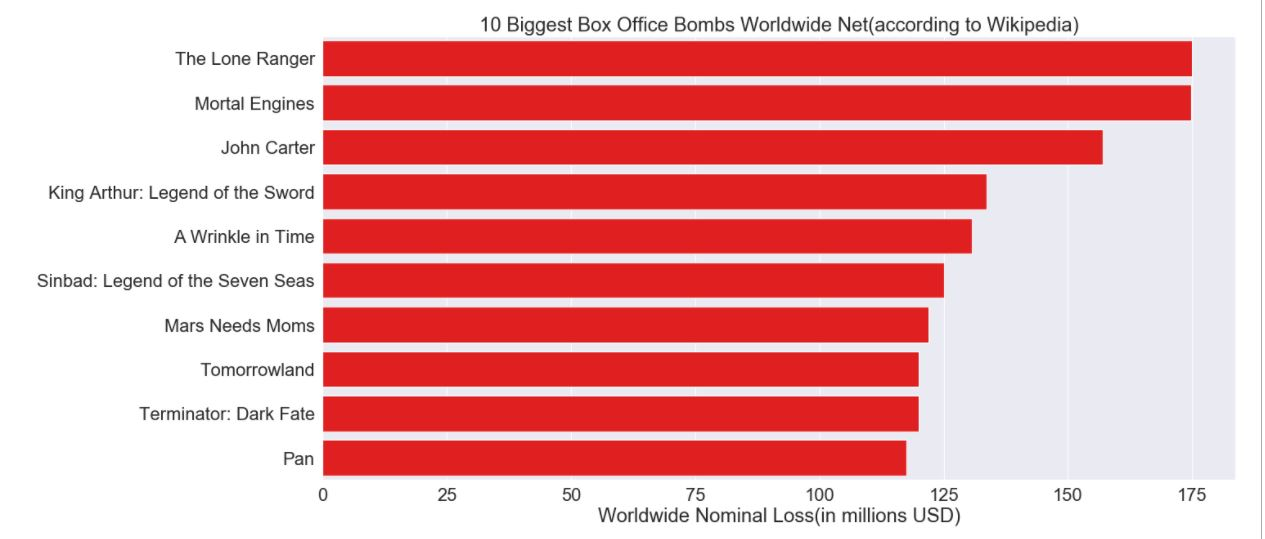 10 Biggest Box Office Bombs Worldwide Net(according to Wikipedia)
The Lone Ranger
Mortal Engines
John Carter
King Arthur: Legend of the Sword
A Wrinkle in Time
Sinbad: Legend of the Seven Seas
Mars Needs Moms
Tomorrowland
Terminator: Dark Fate
Pan
0 25 50 75 100 125 150 175
Worldwide Nominal Loss(in millions USD)